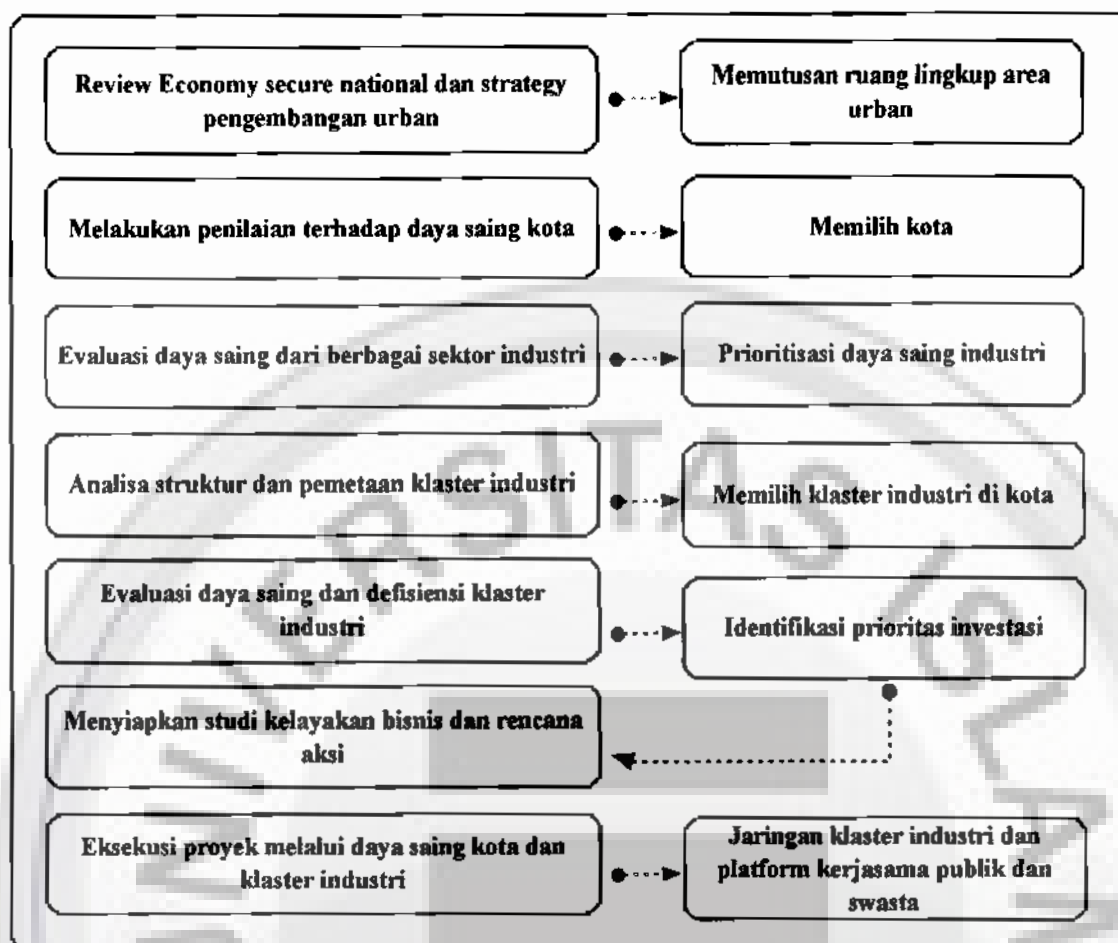 Review Economy secure national dan strategy
pengembangan urban
Memutusan ruang lingkup area
urban
Melakukan penilaian terhadap daya saing kota
Memilih kota
Evaluasi daya saing dari berbagai sektor industri
Prioritisasi daya saing industri
Analisa struktur dan pemetaan klaster industri
Memilih klaster industri di kota
Evaluasi daya saing dan defisiensi klaster
industri
Identifikasi prioritas investasi
Menyiapkan studi kelayakan bisnis dan rencana
aksi
Eksekusi proyek melalui daya saing kota dan
klaster industri
Jaringan klaster industri dan
platform kerjasama publik dan
swasta
UNIVERSITAS ISLAM